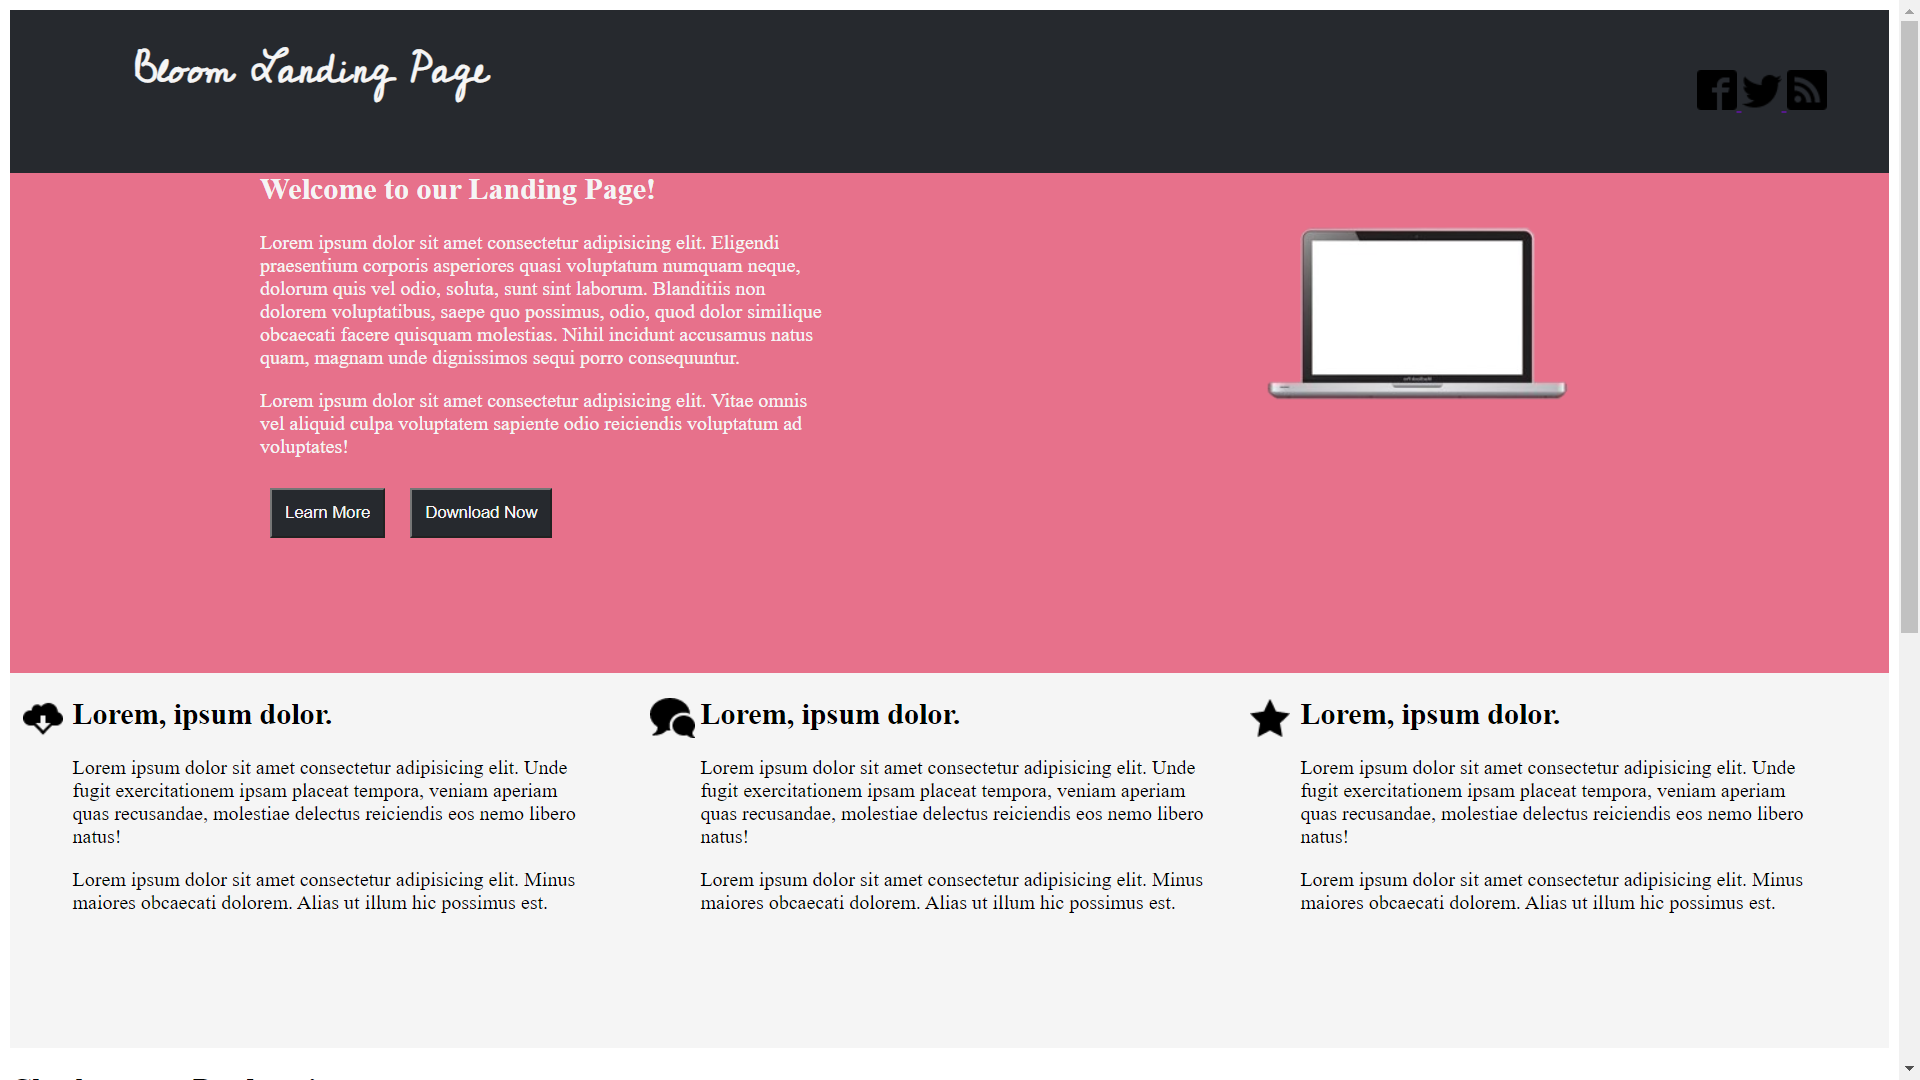 Bloom Landing Page
Welcome to our Landing Page!
Lorem ipsum dolor sit amet consectetur adipisicing elit. Eligendi
praesentium corporis asperiores quasi voluptatum numquam neque,
dolorum quis vel odio, soluta, sunt sint laborum. Blanditiis non
dolorem voluptatibus, saepe quo possimus, odio, quod dolor similique
obcaecati facere quisquam molestias. Nihil incidunt accusamus natus
quam, magnam unde dignissimos sequi porro consequuntur.
Lorem ipsum dolor sit amet consectetur adipisicing elit. Vitae omnis
vel aliquid culpa voluptatem sapiente odio reiciendis voluptatum ad
voluptates!
Learn More
Download Now
Lorem, ipsum dolor.
Lorem ipsum dolor sit amet consectetur adipisicing elit. Unde
fugit exercitationem ipsam placeat tempora, veniam aperiam
quas recusandae, molestiae delectus reiciendis eos nemo libero
natus!
Lorem ipsum dolor sit amet consectetur adipisicing elit. Minus
maiores obcaecati dolorem. Alias ut illum hic possimus est.
Lorem, ipsum dolor.
Lorem ipsum dolor sit amet consectetur adipisicing elit. Unde
fugit exercitationem ipsam placeat tempora, veniam aperiam
quas recusandae, molestiae delectus reiciendis eos nemo libero
natus!
Lorem ipsum dolor sit amet consectetur adipisicing elit. Minus
maiores obcaecati dolorem. Alias ut illum hic possimus est.
Lorem, ipsum dolor.
Lorem ipsum dolor sit amet consectetur adipisicing elit. Unde
fugit exercitationem ipsam placeat tempora, veniam aperiam
quas recusandae, molestiae delectus reiciendis eos nemo libero
natus!
Lorem ipsum dolor sit amet consectetur adipisicing elit. Minus
maiores obcaecati dolorem. Alias ut illum hic possimus est.